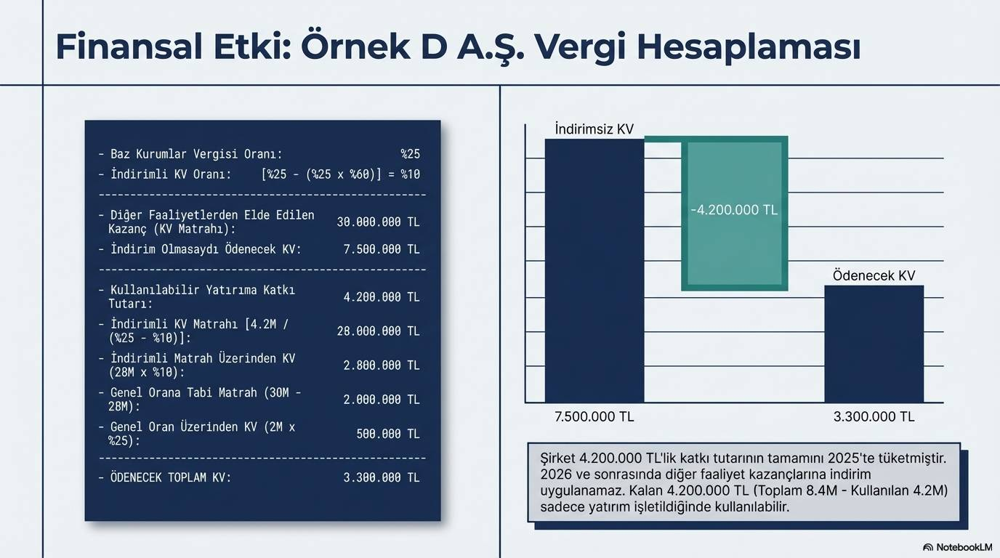 Finansal Etki: Örnek D A.Ş. Vergi Hesaplaması
- Baz Kurumlar Vergisi Oranı: %25
- İndirimli KV Oranı: [%25 - (%25 x %60)] = %10
- Diğer Faaliyetlerden Elde Edilen
Kazanç (KV Matrahı): 30.000.000 TL
- İndirim Olmasaydı Ödenecek KV: 7.500.000 TL
- Kullanılabilir Yatırıma Katkı
Tutarı: 4.200.000 TL
- İndirimli KV Matrahı [4.2M /
(%25 - %10)]: 28.000.000 TL
- İndirimli Matrah Üzerinden KV
(28M x %10): 2.800.000 TL
- Genel Orana Tabi Matrah (30M -
28M): 2.000.000 TL
- Genel Oran Üzerinden KV (2M x
%25): 500.000 TL
- ÖDENECEK TOPLAM KV: 3.300.000 TL
İndirimsiz KV
-4.200.000 TL
Ödenecek KV
7.500.000 TL
3.300.000 TL
Şirket 4.200.000 TL'lik katkı tutarının tamamını 2025'te tüketmiştir.
2026 ve sonrasında diğer faaliyet kazançlarına indirim
uygulanamaz. Kalan 4.200.000 TL (Toplam 8.4M - Kullanılan 4.2M)
sadece yatırım işletildiğinde kullanılabilir.
NotebookLM